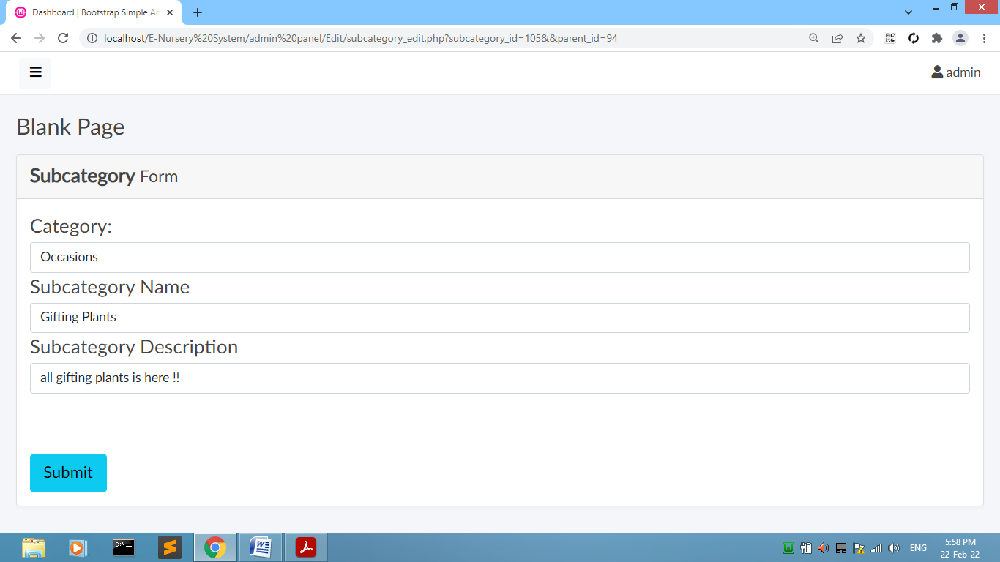 Dashboard | Bootstrap Simple Ad
localhost/E-Nursery%20System/admin%20panel/Edit/subcategory_edit.php?subcategory_id=105&&parent_id=94
admin
Blank Page
Subcategory Form
Category:
Occasions
Subcategory Name
Gifting Plants
Subcategory Description
all gifting plants is here !!
Submit
ENG
5:58 PM
22-Feb-22